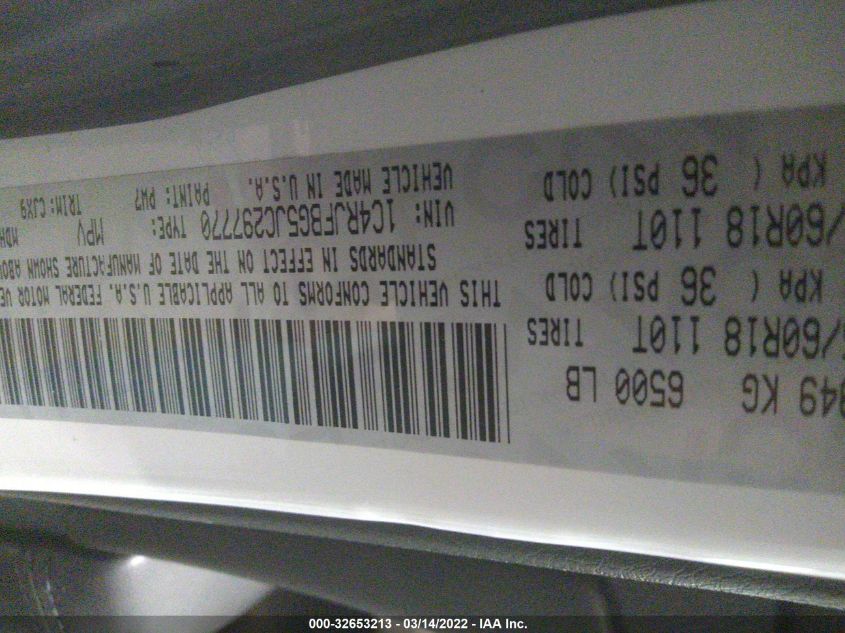 949 KG 6500 LB
/60R18 110T TIRES
KPA ( 36 PSI) COLD
/60R18 110T TIRES
KPA ( 36 PSI) COLD
THIS VEHICLE CONFORMS TO ALL APPLICABLE U.S.A. FEDERAL MOTOR VE
STANDARDS IN EFFECT ON THE DATE OF MANUFACTURE SHOWN ABOV
VIN: 1C4RJFBG5JC297770 TYPE: MPV MDH
VEHICLE MADE IN U.S.A. PAINT: PW7 TRIM:CJX9
000-32653213 - 03/14/2022 - IAA Inc.